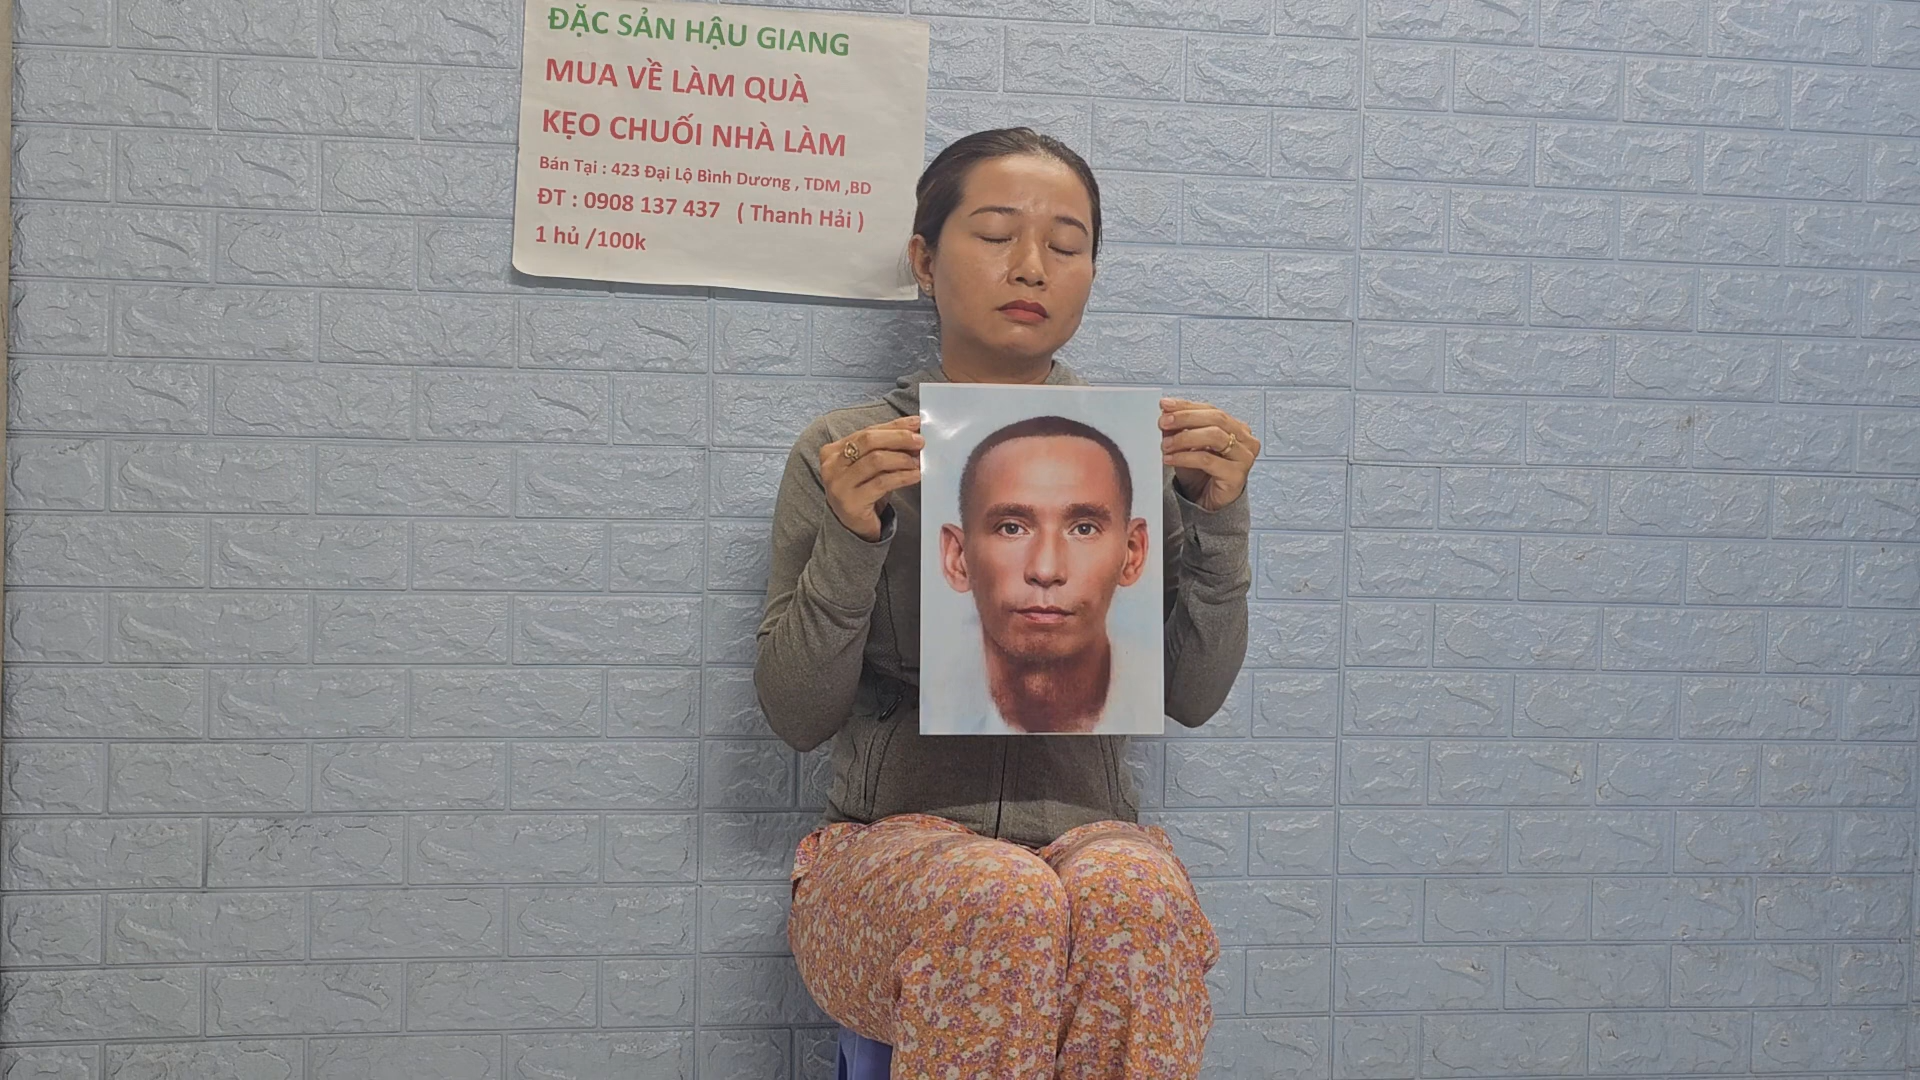 ĐẶC SẢN HẬU GIANG
MUA VỀ LÀM QUÀ
KẸO CHUỐI NHÀ LÀM
Bán Tại : 423 Đại Lộ Bình Dương , TDM ,BD
ĐT : 0908 137 437 ( Thanh Hải )
1 hủ /100k